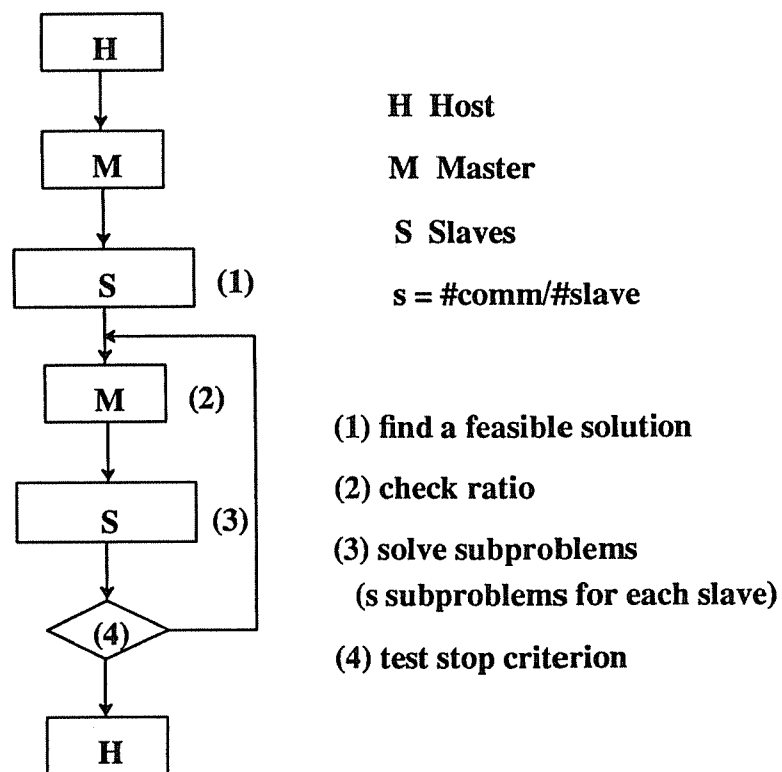 H
M
S (1)
M (2)
S (3)
(4)
H
H Host
M Master
S Slaves
s = #comm/#slave
(1) find a feasible solution
(2) check ratio
(3) solve subproblems
(s subproblems for each slave)
(4) test stop criterion